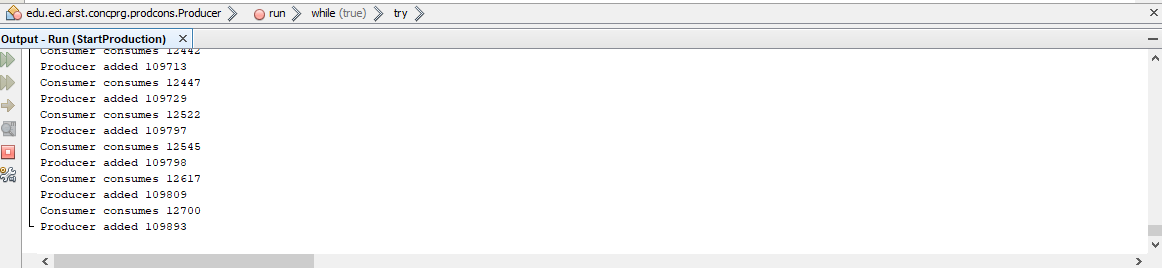 edu.eci.arst.concprg.prodcons.Producer run while (true) try
Output - Run (StartProduction)
Consumer consumes 12442
Producer added 109713
Consumer consumes 12447
Producer added 109729
Consumer consumes 12522
Producer added 109797
Consumer consumes 12545
Producer added 109798
Consumer consumes 12617
Producer added 109809
Consumer consumes 12700
Producer added 109893